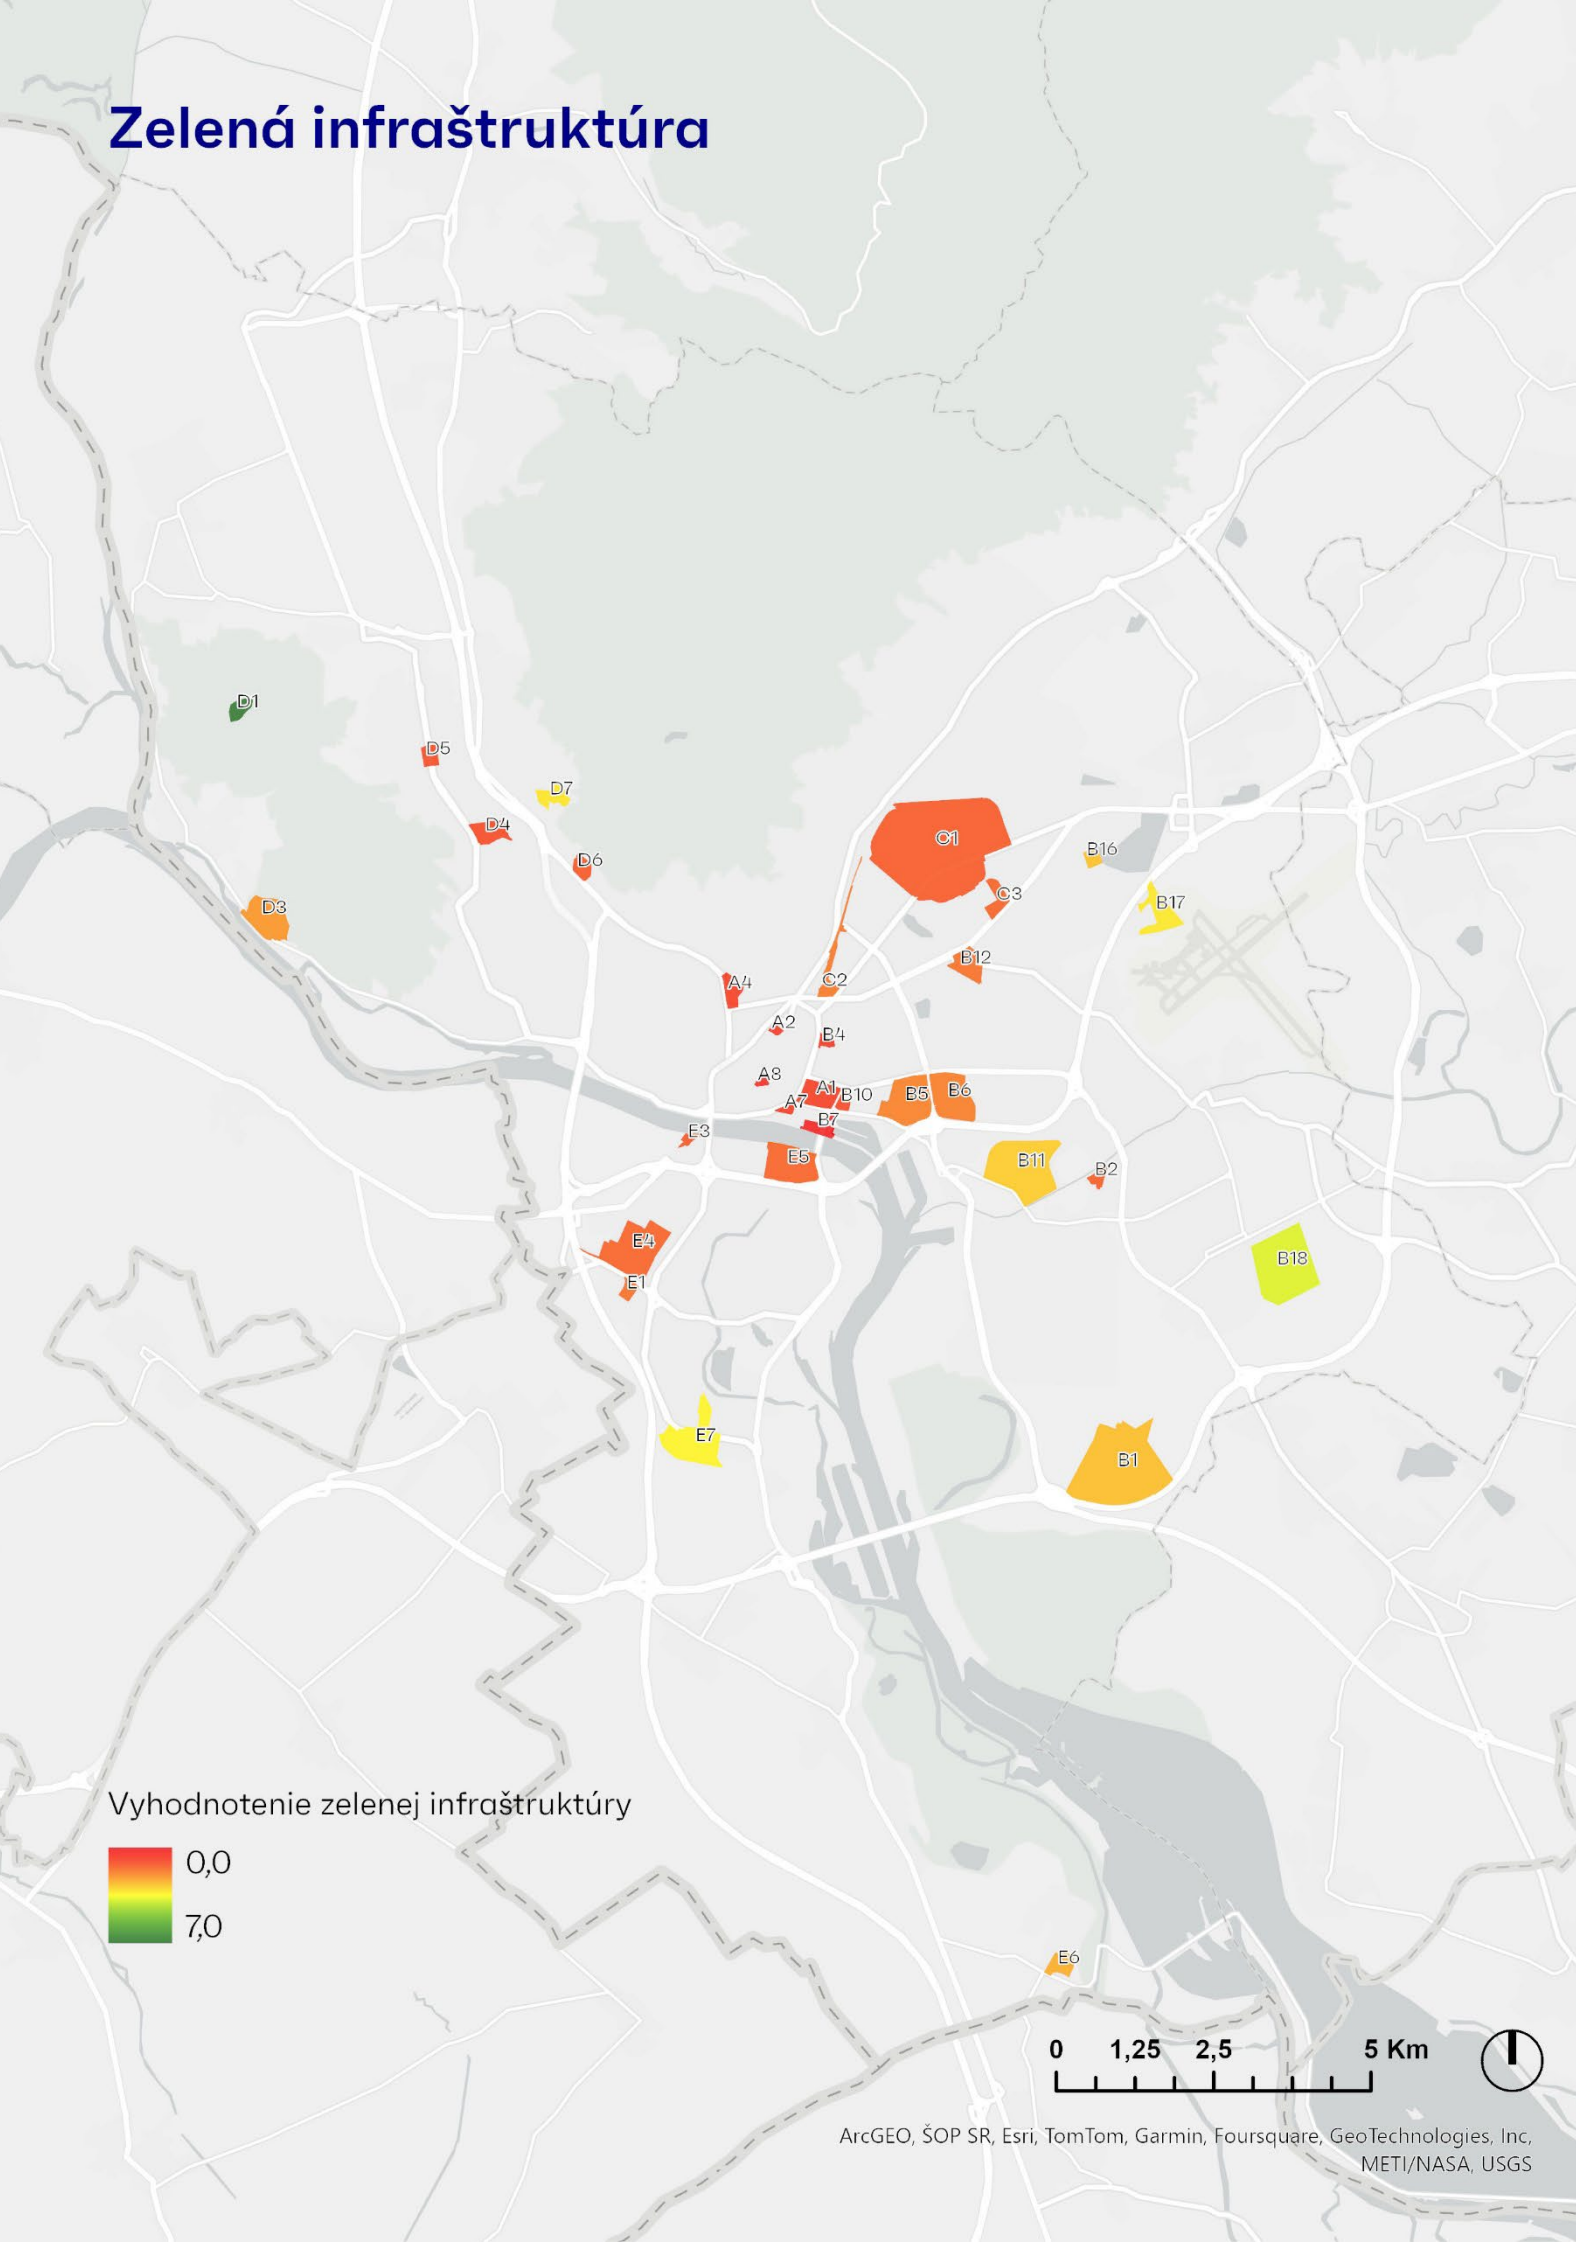 Zelená infraštruktúra
D1
D5
D7
D4
C1
B16
D6
C3
B17
D3
B12
A4
C2
A2
B4
A8
A1
B10
B5
B6
A7
B7
E3
E5
B11
B2
E4
B18
E1
E7
B1
Vyhodnotenie zelenej infraštruktúry
0,0
7,0
E6
0 1,25 2,5 5 Km
ArcGEO, ŠOP SR, Esri, TomTom, Garmin, Foursquare, GeoTechnologies, Inc,
METI/NASA, USGS